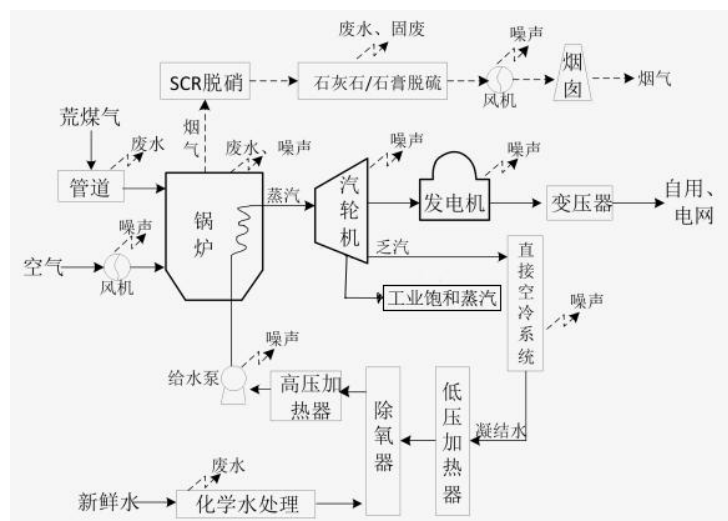 废水、固废
噪声
SCR脱硝
石灰石/石膏脱硫
风机
烟囱
烟气
荒煤气
废水
烟气
废水、噪声
管道
锅炉
蒸汽
汽轮机
噪声
发电机
噪声
变压器
自用、
电网
空气
噪声
风机
乏汽
工业饱和蒸汽
直接空冷系统
噪声
给水泵
噪声
高压加
热器
除氧器
低压加热器
凝结水
新鲜水
废水
化学水处理